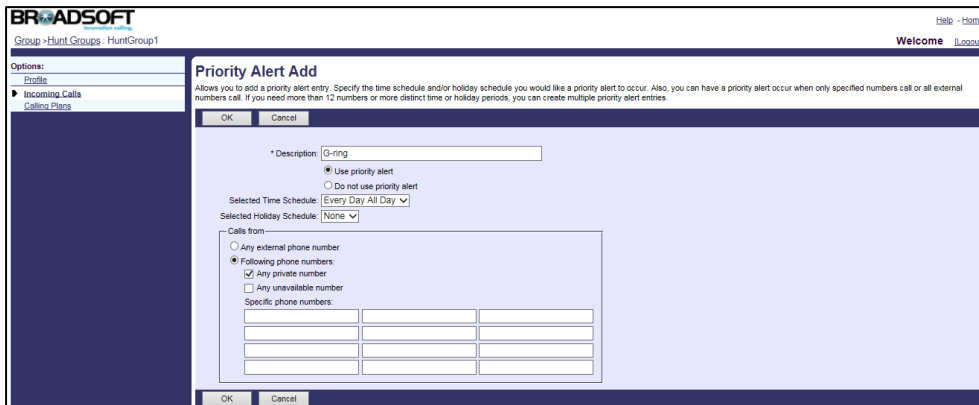 BROADSOFT
Innovation calling.
Help - Hom
Group >Hunt Groups : HuntGroup1
Welcome [Logou
Options:
Profile
Incoming Calls
Calling Plans
Priority Alert Add
Allows you to add a priority alert entry. Specify the time schedule and/or holiday schedule you would like a priority alert to occur. Also, you can have a priority alert occur when only specified numbers call or all external
numbers call. If you need more than 12 numbers or more distinct time or holiday periods, you can create multiple priority alert entries.
OK Cancel
* Description: G-ring
Use priority alert
Do not use priority alert
Selected Time Schedule: Every Day All Day
Selected Holiday Schedule: None
Calls from
Any external phone number
Following phone numbers:
Any private number
Any unavailable number
Specific phone numbers:
OK Cancel